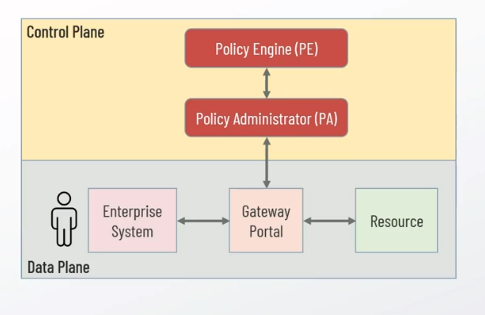 Control Plane
Policy Engine (PE)
Policy Administrator (PA)
Enterprise
System
Gateway
Portal
Resource
Data Plane